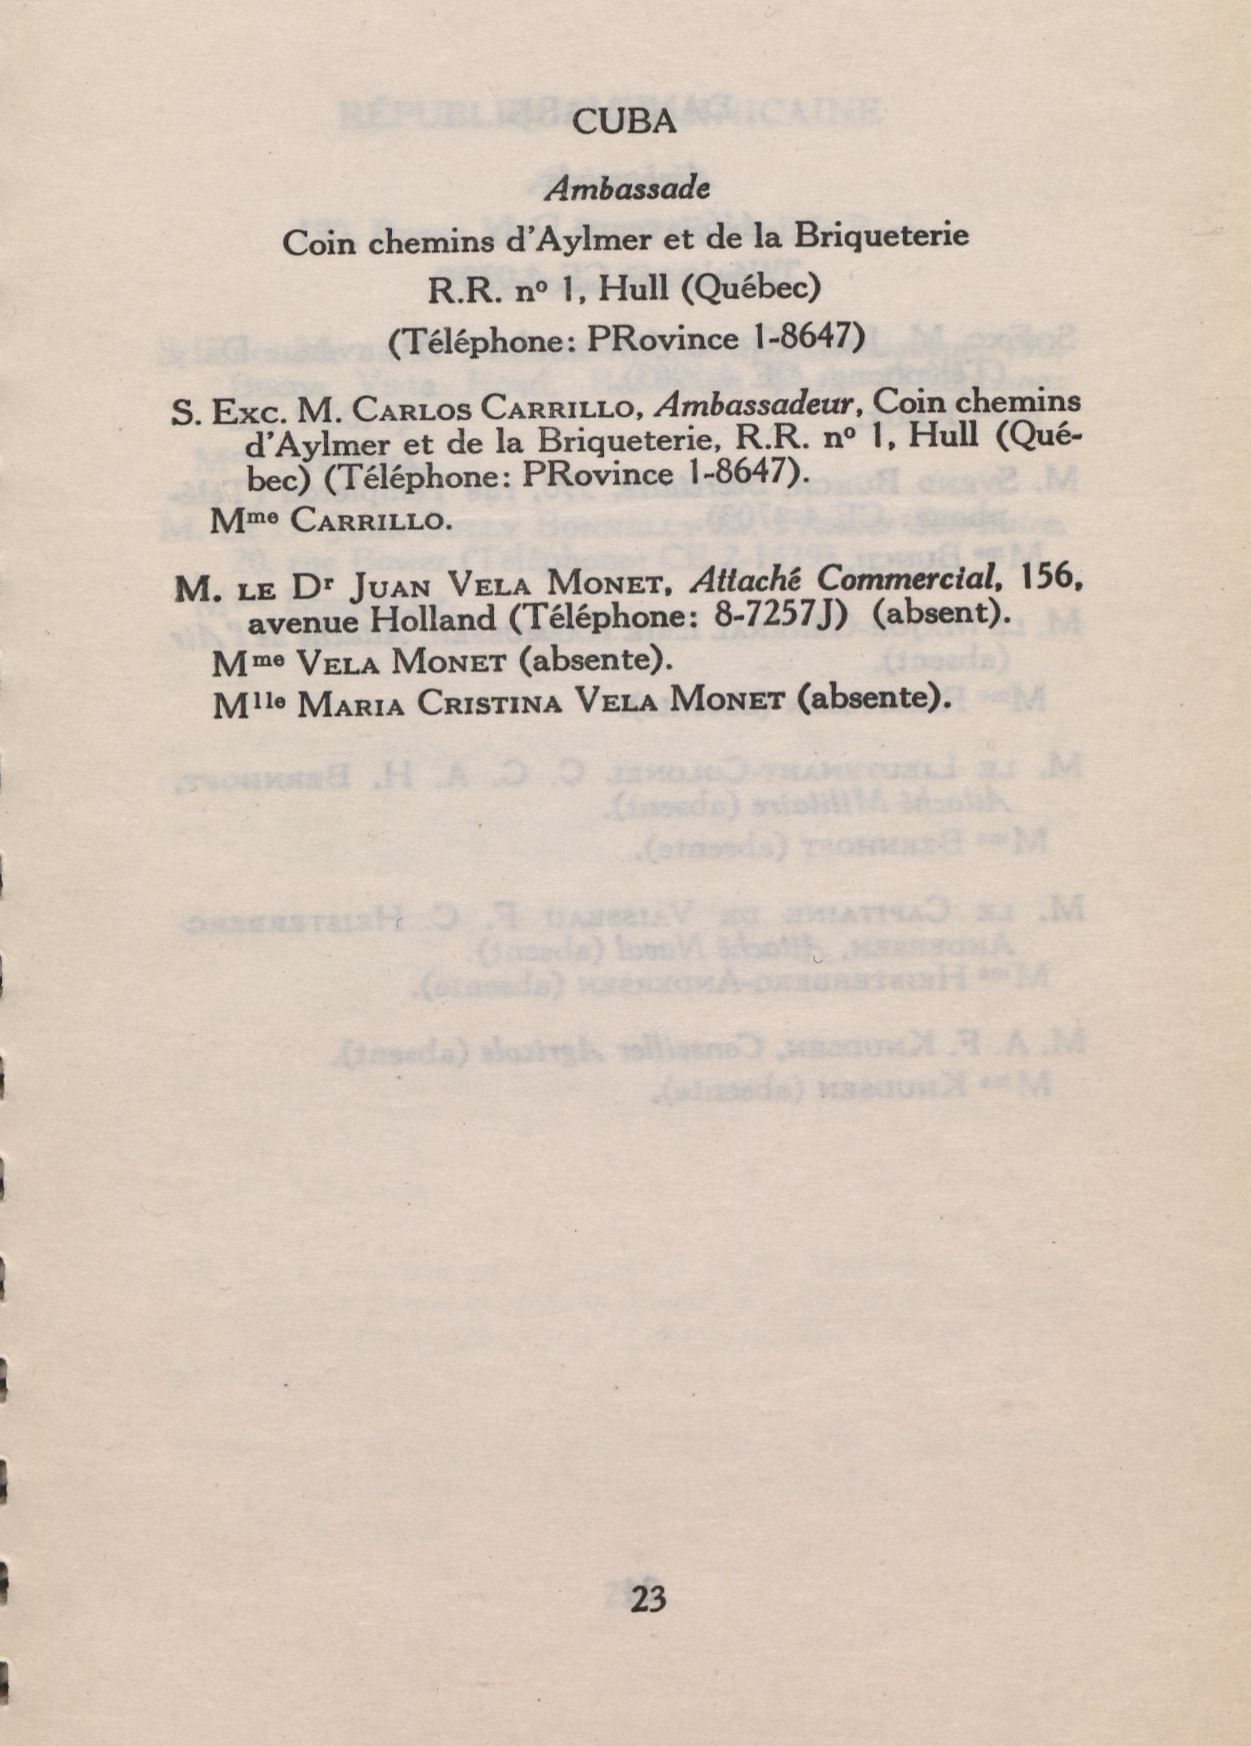 CUBA
Ambassade
Coin chemins d'Aylmer et de la Briqueterie
R.R. nº 1, Hull (Québec)
(Téléphone: PRovince 1-8647)
S. Exc. M. Carlos Carrillo, Ambassadeur, Coin chemins
d'Aylmer et de la Briqueterie, R.R. nº 1, Hull (Qué-
bec) (Téléphone: PRovince 1-8647).
Mme Carrillo.
M. le Dr Juan Vela Monet, Attaché Commercial, 156,
avenue Holland (Téléphone: 8-7257J) (absent).
Mme Vela Monet (absente).
Mlle Maria Cristina Vela Monet (absente).
23